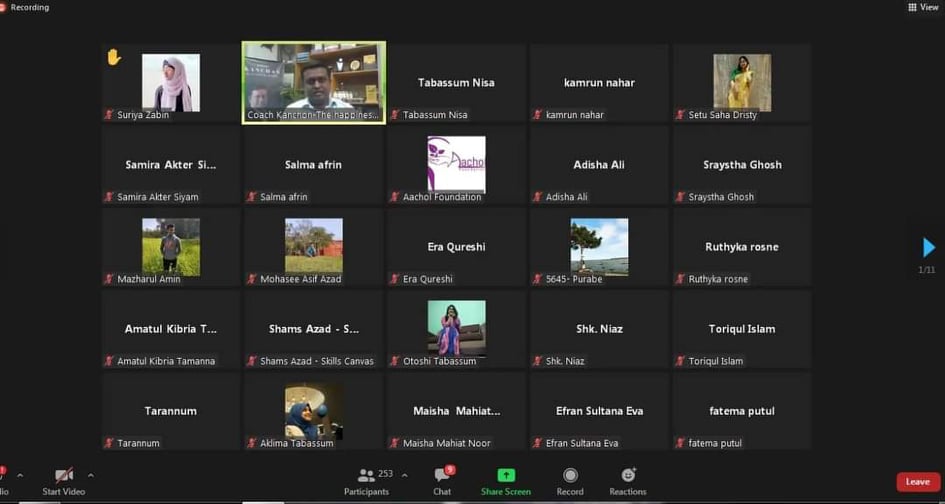 Recording
View
Suriya Zabin
KANCHON
Coach Kanchon-The happines...
Tabassum Nisa
Tabassum Nisa
kamrun nahar
kamrun nahar
Setu Saha Dristy
Samira Akter Si...
Samira Akter Siyam
Salma afrin
Salma afrin
Aachol
Aachol Foundation
Adisha Ali
Adisha Ali
Sraystha Ghosh
Sraystha Ghosh
Mazharul Amin
Mohasee Asif Azad
Era Qureshi
Era Qureshi
5645- Purabe
Ruthyka rosne
Ruthyka rosne
1/11
Amatul Kibria T...
Amatul Kibria Tamanna
Shams Azad - S...
Shams Azad - Skills Canvas
Otoshi Tabassum
Shk. Niaz
Shk. Niaz
Toriqul Islam
Toriqul Islam
Tarannum
Tarannum
Aklima Tabassum
Maisha Mahiat...
Maisha Mahiat Noor
Efran Sultana Eva
Efran Sultana Eva
fatema putul
fatema putul
dio
Start Video
253
Participants
9
Chat
Share Screen
Record
Reactions
Leave